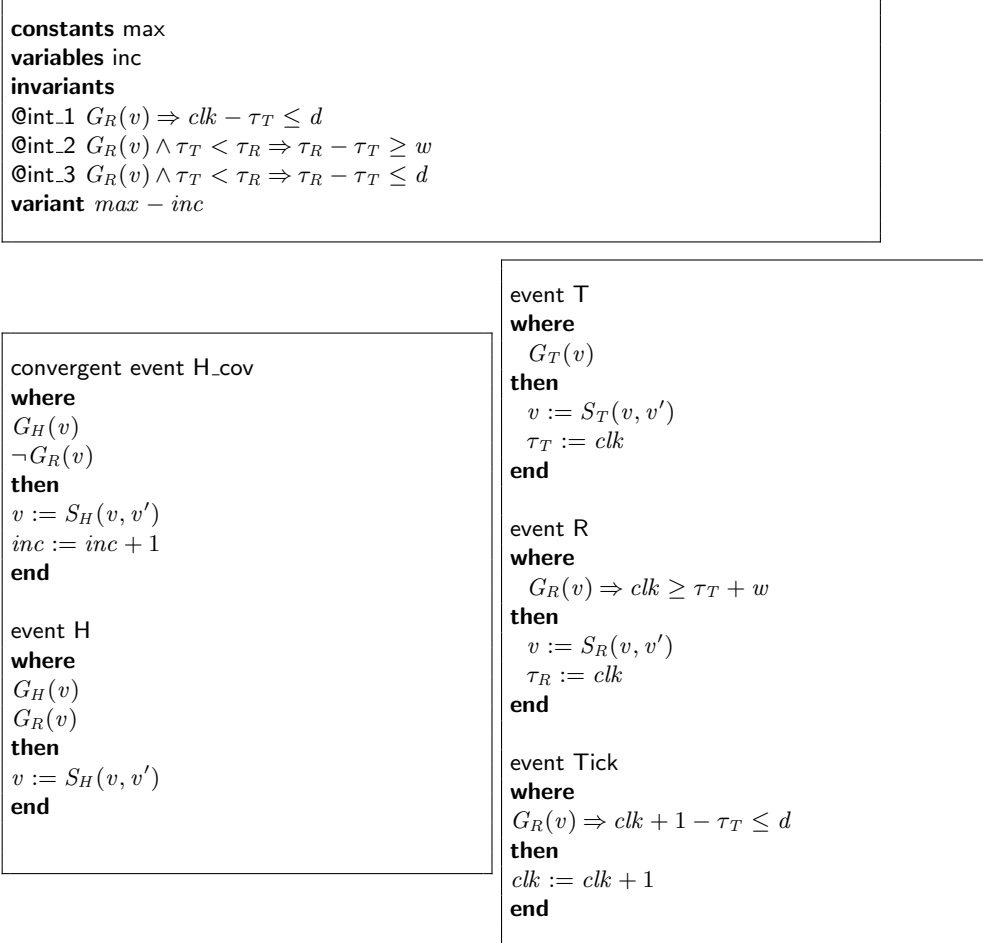 constants max
variables inc
invariants
@int_1 G_R(v) ⇒ clk − τ_T ≤ d
@int_2 G_R(v) ∧ τ_T < τ_R ⇒ τ_R − τ_T ≥ w
@int_3 G_R(v) ∧ τ_T < τ_R ⇒ τ_R − τ_T ≤ d
variant max − inc
convergent event H_cov
where
G_H(v)
¬G_R(v)
then
v := S_H(v, v′)
inc := inc + 1
end
event H
where
G_H(v)
G_R(v)
then
v := S_H(v, v′)
end
event T
where
G_T(v)
then
v := S_T(v, v′)
τ_T := clk
end
event R
where
G_R(v) ⇒ clk ≥ τ_T + w
then
v := S_R(v, v′)
τ_R := clk
end
event Tick
where
G_R(v) ⇒ clk + 1 − τ_T ≤ d
then
clk := clk + 1
end